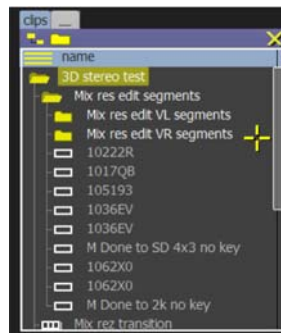 clips ...
name
3D stereo test
Mix res edit segments
Mix res edit VL segments
Mix res edit VR segments
10222R
1017QB
105193
1036EV
1036EV
M Done to SD 4x3 no key
1062X0
1062X0
M Done to 2k no key
Mix rez transition